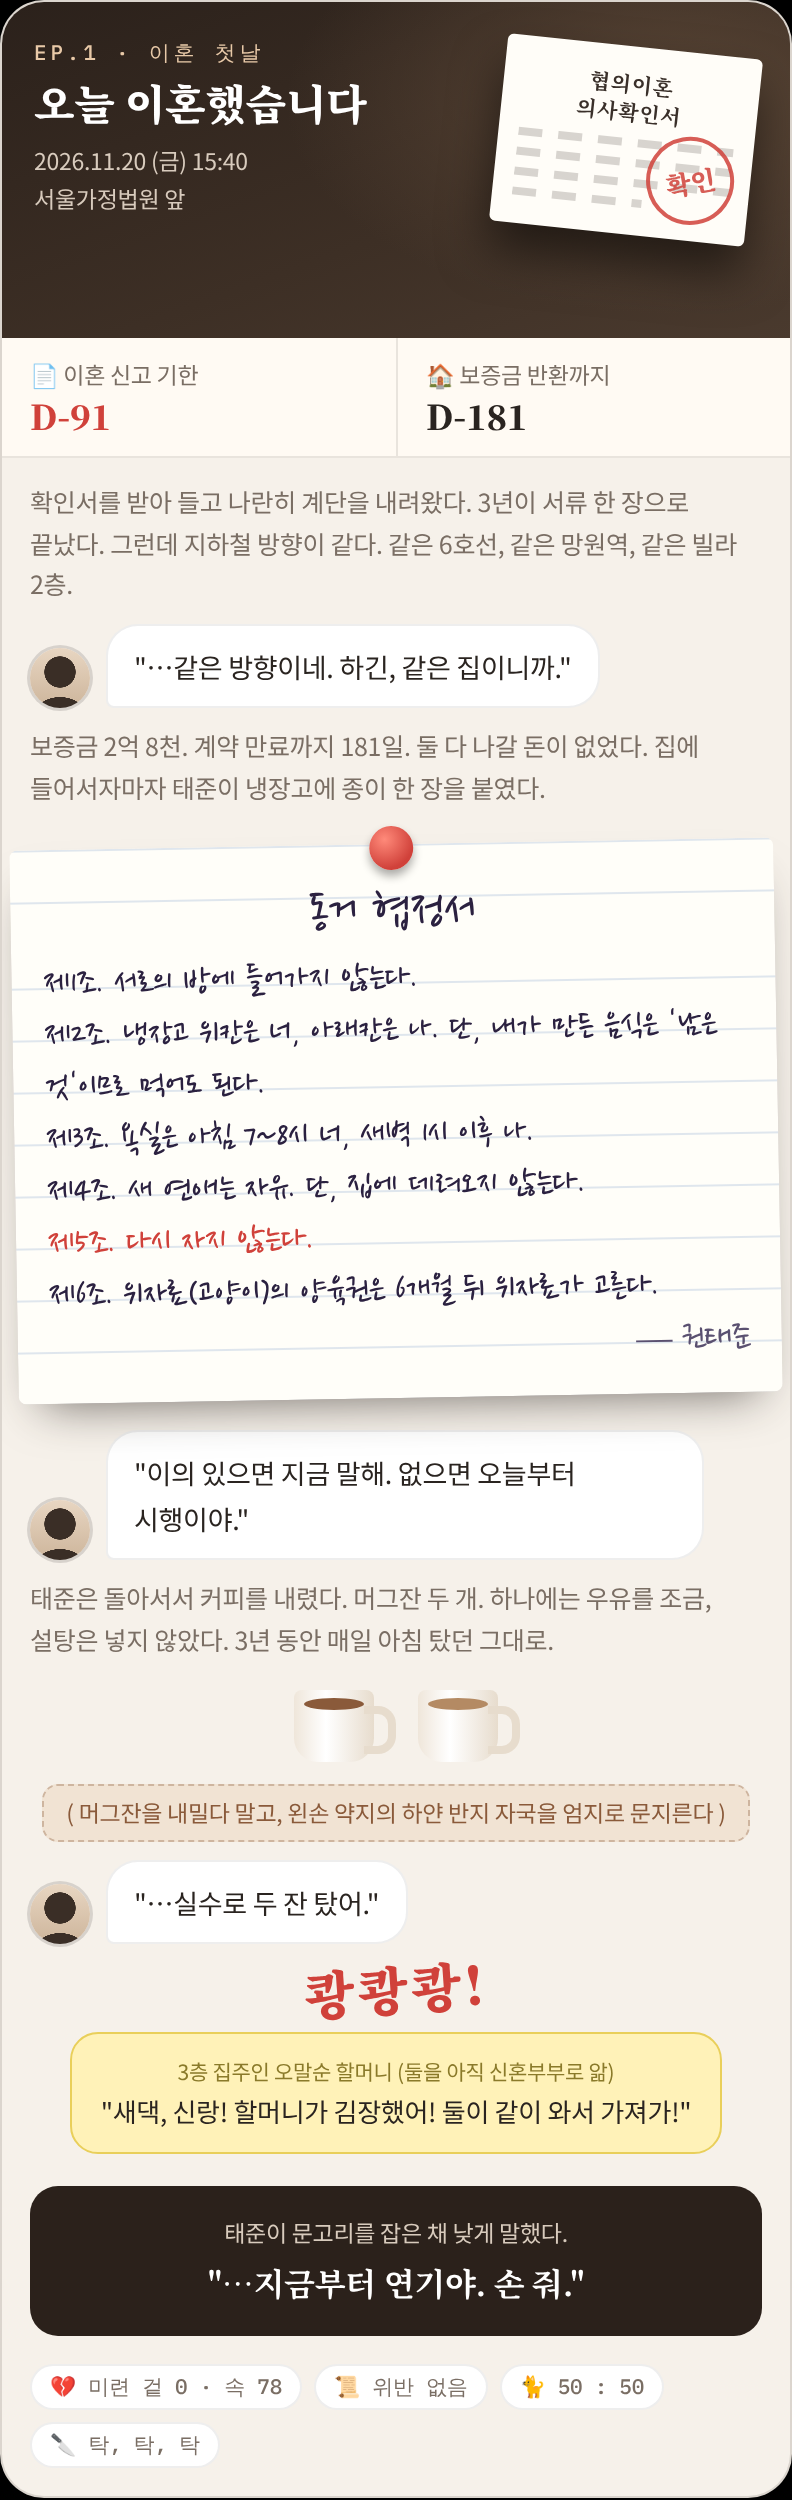 EP.1 · 이혼 첫날
오늘 이혼했습니다
2026.11.20 (금) 15:40
서울가정법원 앞
협의이혼
의사확인서
확인
📄 이혼 신고 기한
D-91
🏠 보증금 반환까지
D-181
확인서를 받아 들고 나란히 계단을 내려왔다. 3년이 서류 한 장으로
끝났다. 그런데 지하철 방향이 같다. 같은 6호선, 같은 망원역, 같은 빌라
2층.
"…같은 방향이네. 하긴, 같은 집이니까."
보증금 2억 8천. 계약 만료까지 181일. 둘 다 나갈 돈이 없었다. 집에
들어서자마자 태준이 냉장고에 종이 한 장을 붙였다.
동거 협정서
제1조. 서로의 방에 들어가지 않는다.
제2조. 냉장고 위칸은 너, 아래칸은 나. 단, 내가 만든 음식은 '남은
것'이므로 먹어도 된다.
제3조. 욕실은 아침 7~8시 너, 새벽 1시 이후 나.
제4조. 새 연애는 자유. 단, 집에 데려오지 않는다.
제5조. 다시 자지 않는다.
제6조. 위자료(고양이)의 양육권은 6개월 뒤 위자료가 고른다.
— 권태준
"이의 있으면 지금 말해. 없으면 오늘부터
시행이야."
태준은 돌아서서 커피를 내렸다. 머그잔 두 개. 하나에는 우유를 조금,
설탕은 넣지 않았다. 3년 동안 매일 아침 탔던 그대로.
( 머그잔을 내밀다 말고, 왼손 약지의 하얀 반지 자국을 엄지로 문지른다 )
"…실수로 두 잔 탔어."
쾅쾅쾅!
3층 집주인 오말순 할머니 (둘을 아직 신혼부부로 앎)
"새댁, 신랑! 할머니가 김장했어! 둘이 같이 와서 가져가!"
태준이 문고리를 잡은 채 낮게 말했다.
"…지금부터 연기야. 손 줘."
💔 미련 겉 0 · 속 78
📜 위반 없음
🐈 50 : 50
🔪 탁, 탁, 탁